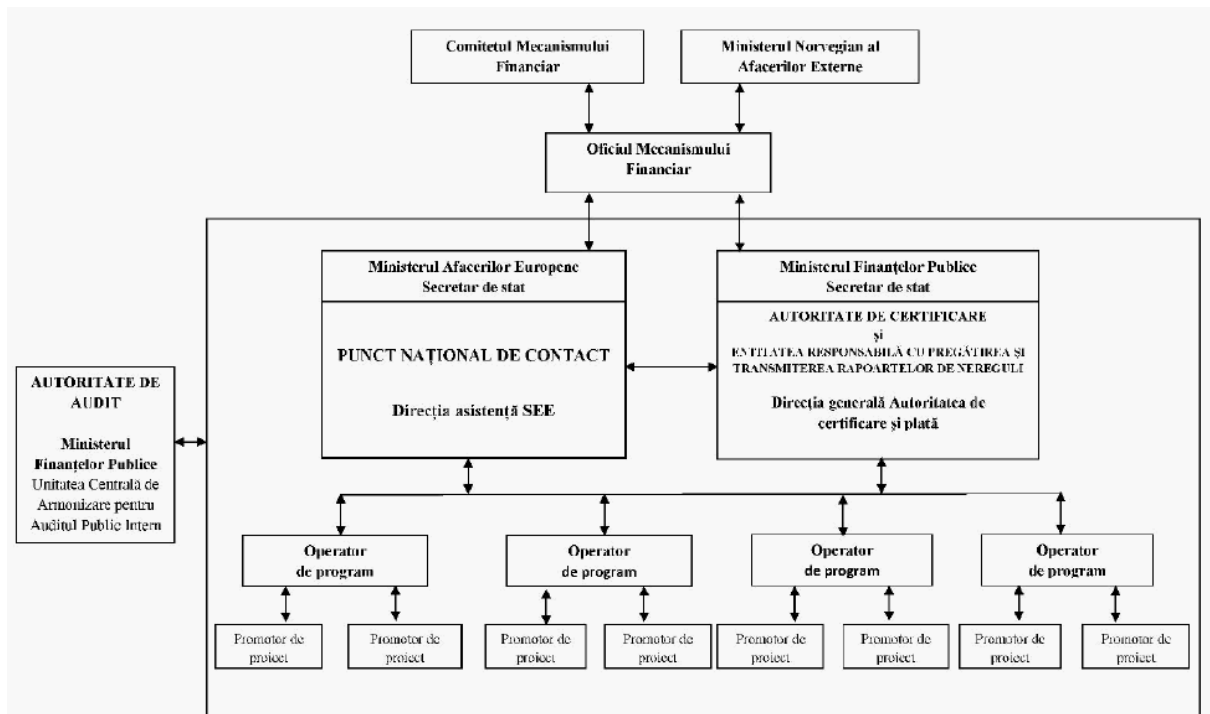 Comitetul Mecanismului
Financiar
Ministerul Norvegian al
Afacerilor Externe
Oficiul Mecanismului
Financiar
Ministerul Afacerilor Europene
Secretar de stat
PUNCT NAȚIONAL DE CONTACT
Direcția asistență SEE
Ministerul Finanțelor Publice
Secretar de stat
AUTORITATE DE CERTIFICARE
și
ENTITATEA RESPONSABILĂ CU PREGĂTIREA ȘI
TRANSMITEREA RAPOARTELOR DE NEREGULI
Direcția generală Autoritatea de
certificare și plată
AUTORITATE DE
AUDIT
Ministerul
Finanțelor Publice
Unitatea Centrală de
Armonizare pentru
Auditul Public Intern
Operator
de program
Operator
de program
Operator
de program
Operator
de program
Promotor de
proiect
Promotor de
proiect
Promotor de
proiect
Promotor de
proiect
Promotor de
proiect
Promotor de
proiect
Promotor de
proiect
Promotor de
proiect